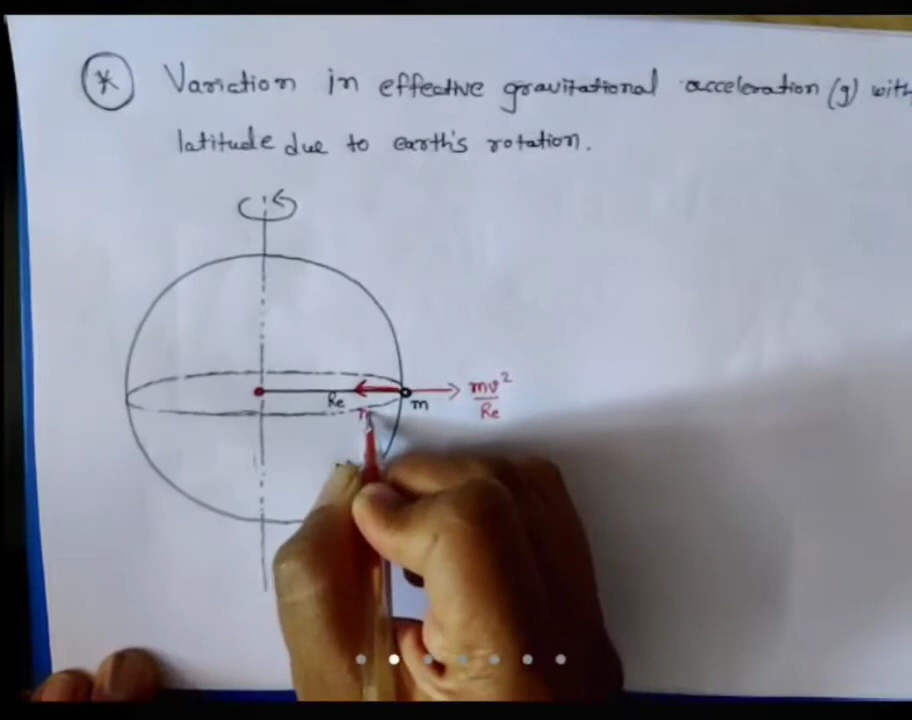 * Variation in effective gravitational acceleration (g) with
latitude due to earth's rotation.
mv²
Re
Re
m